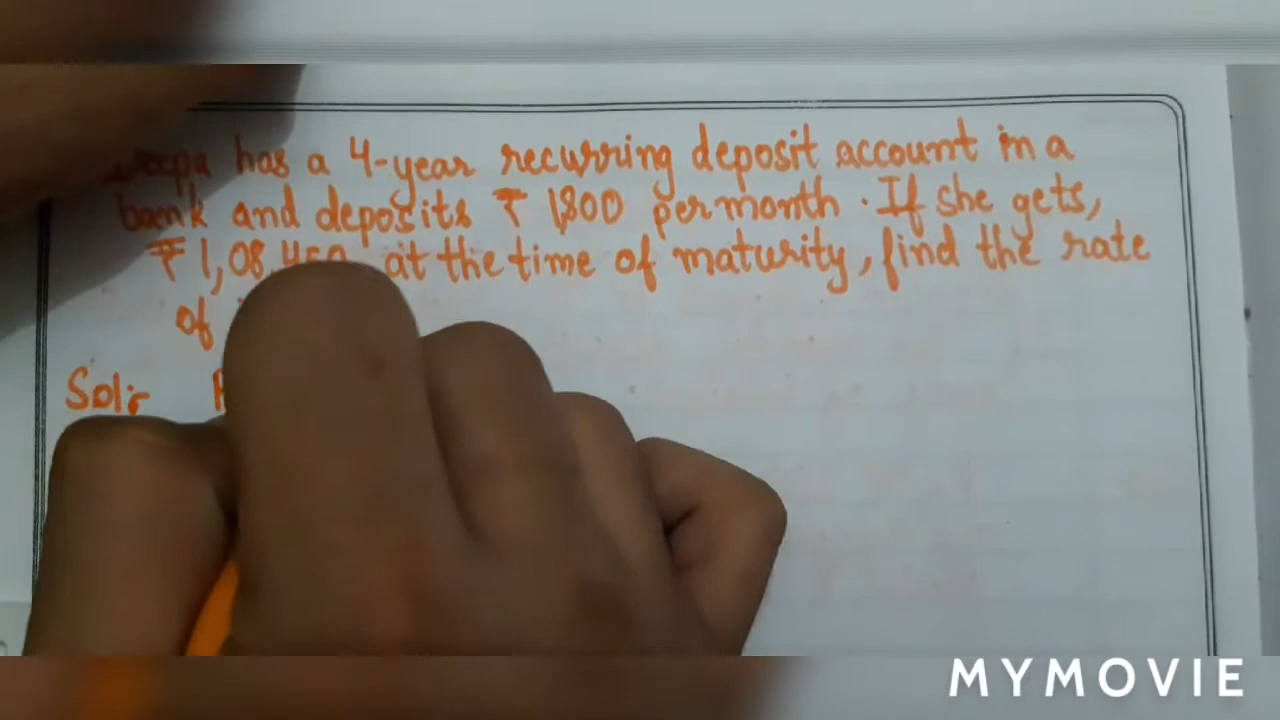 has a 4-year recurring deposit account in a
bank and deposits ₹ 1800 per month. If she gets,
₹ 1,08,450 at the time of maturity, find the rate
of
Sol:-
MYMOVIE